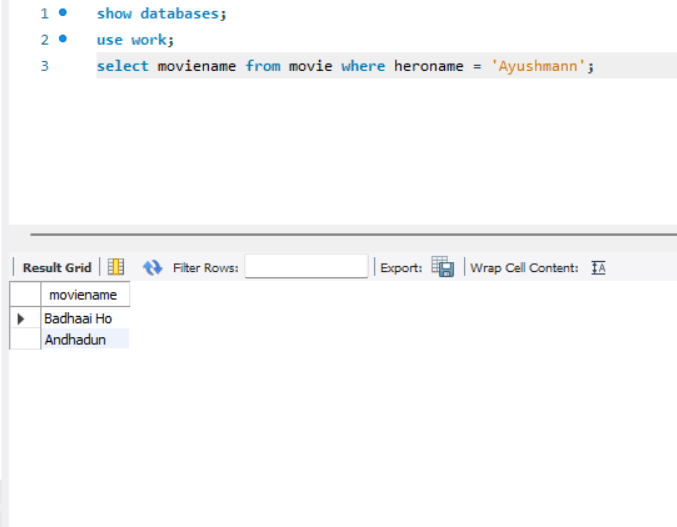 1 show databases;
2 use work;
3 select moviename from movie where heroname = 'Ayushmann';
Result Grid Filter Rows: Export: Wrap Cell Content: IA
moviename
Badhaai Ho
Andhadun